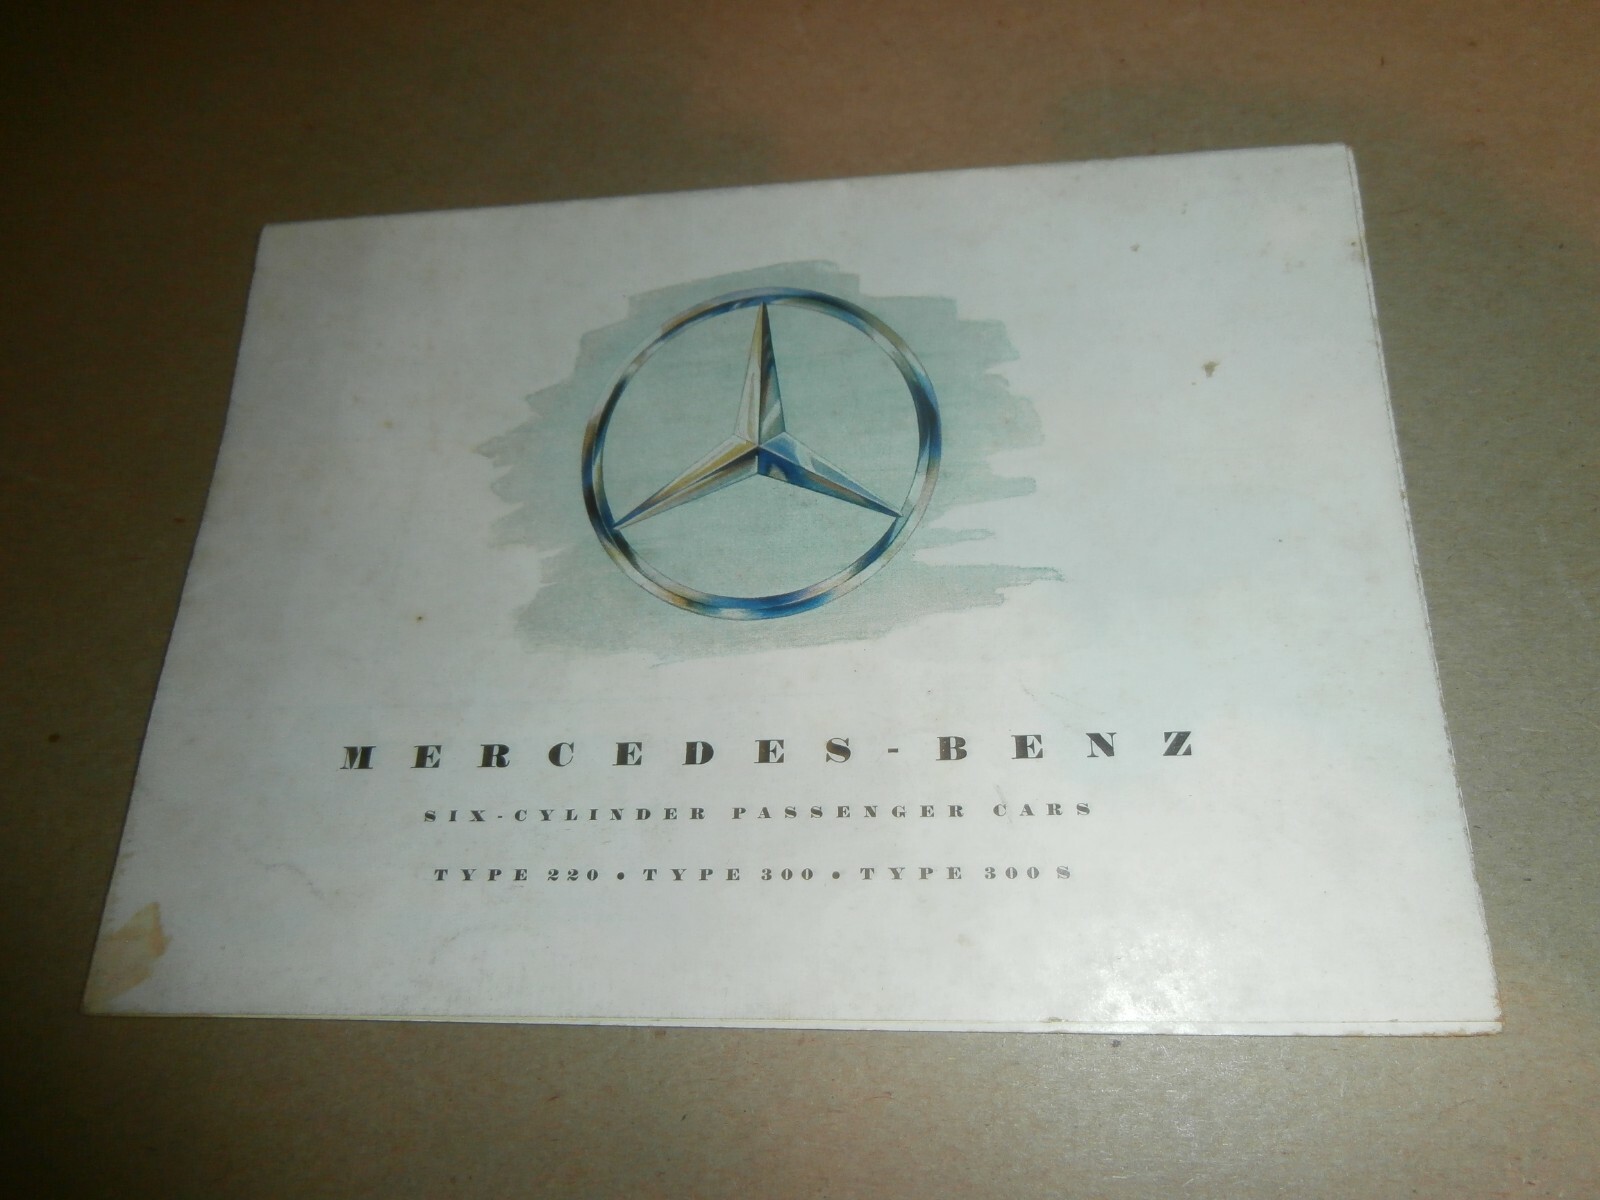 MERCEDES-BENZ
SIX-CYLINDER PASSENGER CARS
TYPE 220 • TYPE 300 • TYPE 300 S